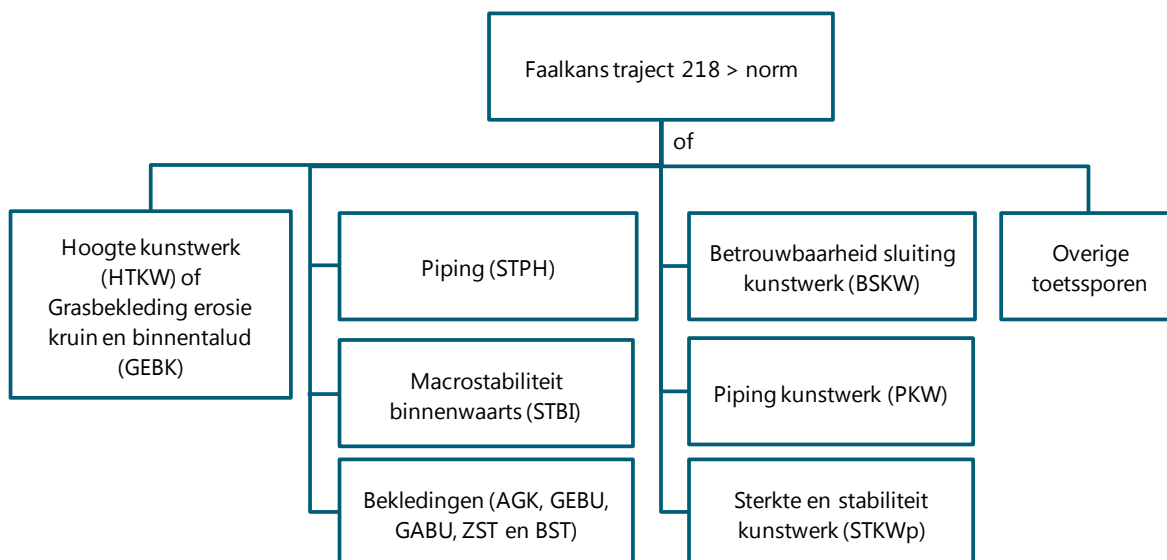 Faalkans traject 218 > norm
of
Hoogte kunstwerk
(HTKW) of
Grasbekleding erosie
kruin en binnentalud
(GEBK)
Piping (STPH)
Macrostabiliteit
binnenwaarts (STBI)
Bekledingen (AGK, GEBU,
GABU, ZST en BST)
Betrouwbaarheid sluiting
kunstwerk (BSKW)
Piping kunstwerk (PKW)
Sterkte en stabiliteit
kunstwerk (STKWp)
Overige
toetssporen